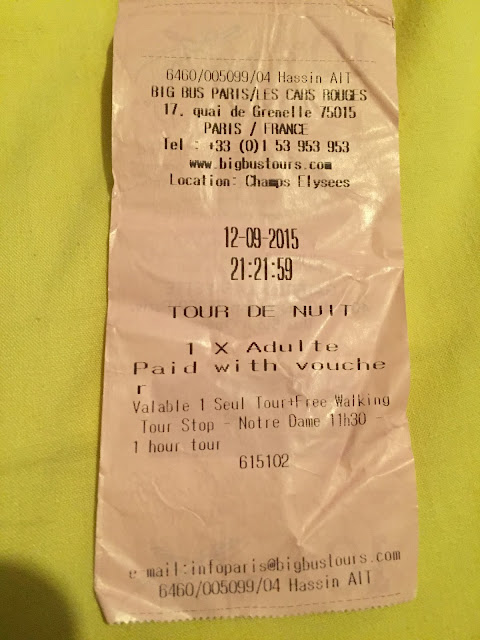 6460/005099/04 Hassin AIT
BIG BUS PARIS/LES CARS ROUGES
17, quai de Grenelle 75015
PARIS / FRANCE
Tel : +33 (0)1 53 953 953
www.bigbustours.com
Location: Champs Elysees
12-09-2015
21:21:59
TOUR DE NUIT
1 X Adulte
Paid with vouche
r
Valable 1 Seul Tour+Free Walking
Tour Stop - Notre Dame 11h30 -
1 hour tour
615102
e-mail:infoparis@bigbustours.com
6460/005099/04 Hassin AIT